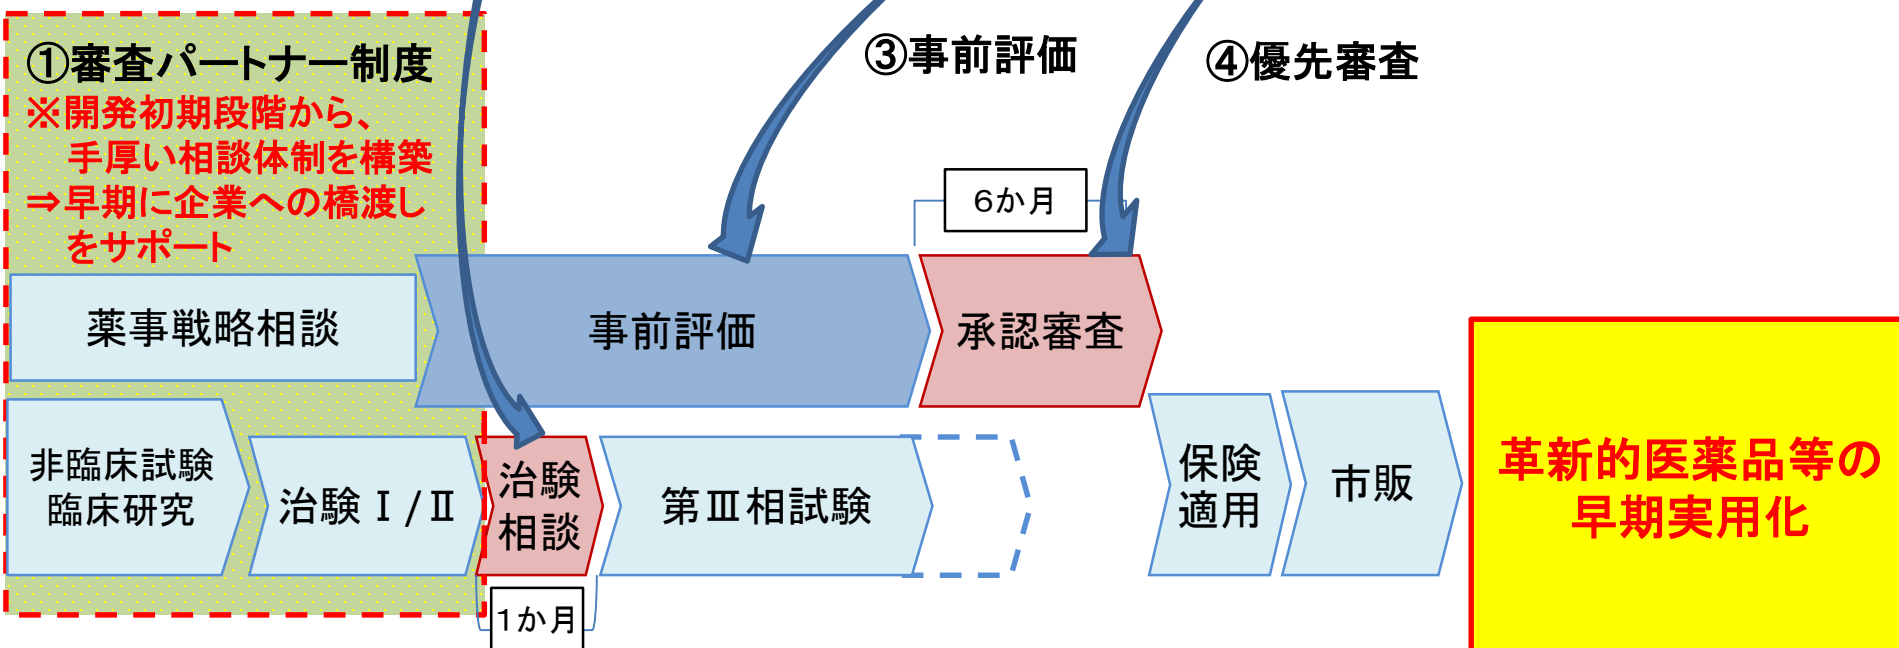 ①審査パートナー制度
※開発初期段階から、
手厚い相談体制を構築
⇒早期に企業への橋渡し
をサポート
③事前評価
④優先審査
6か月
薬事戦略相談
事前評価
承認審査
非臨床試験
臨床研究
治験Ⅰ/Ⅱ
治験
相談
第Ⅲ相試験
保険
適用
市販
1か月
革新的医薬品等の
早期実用化